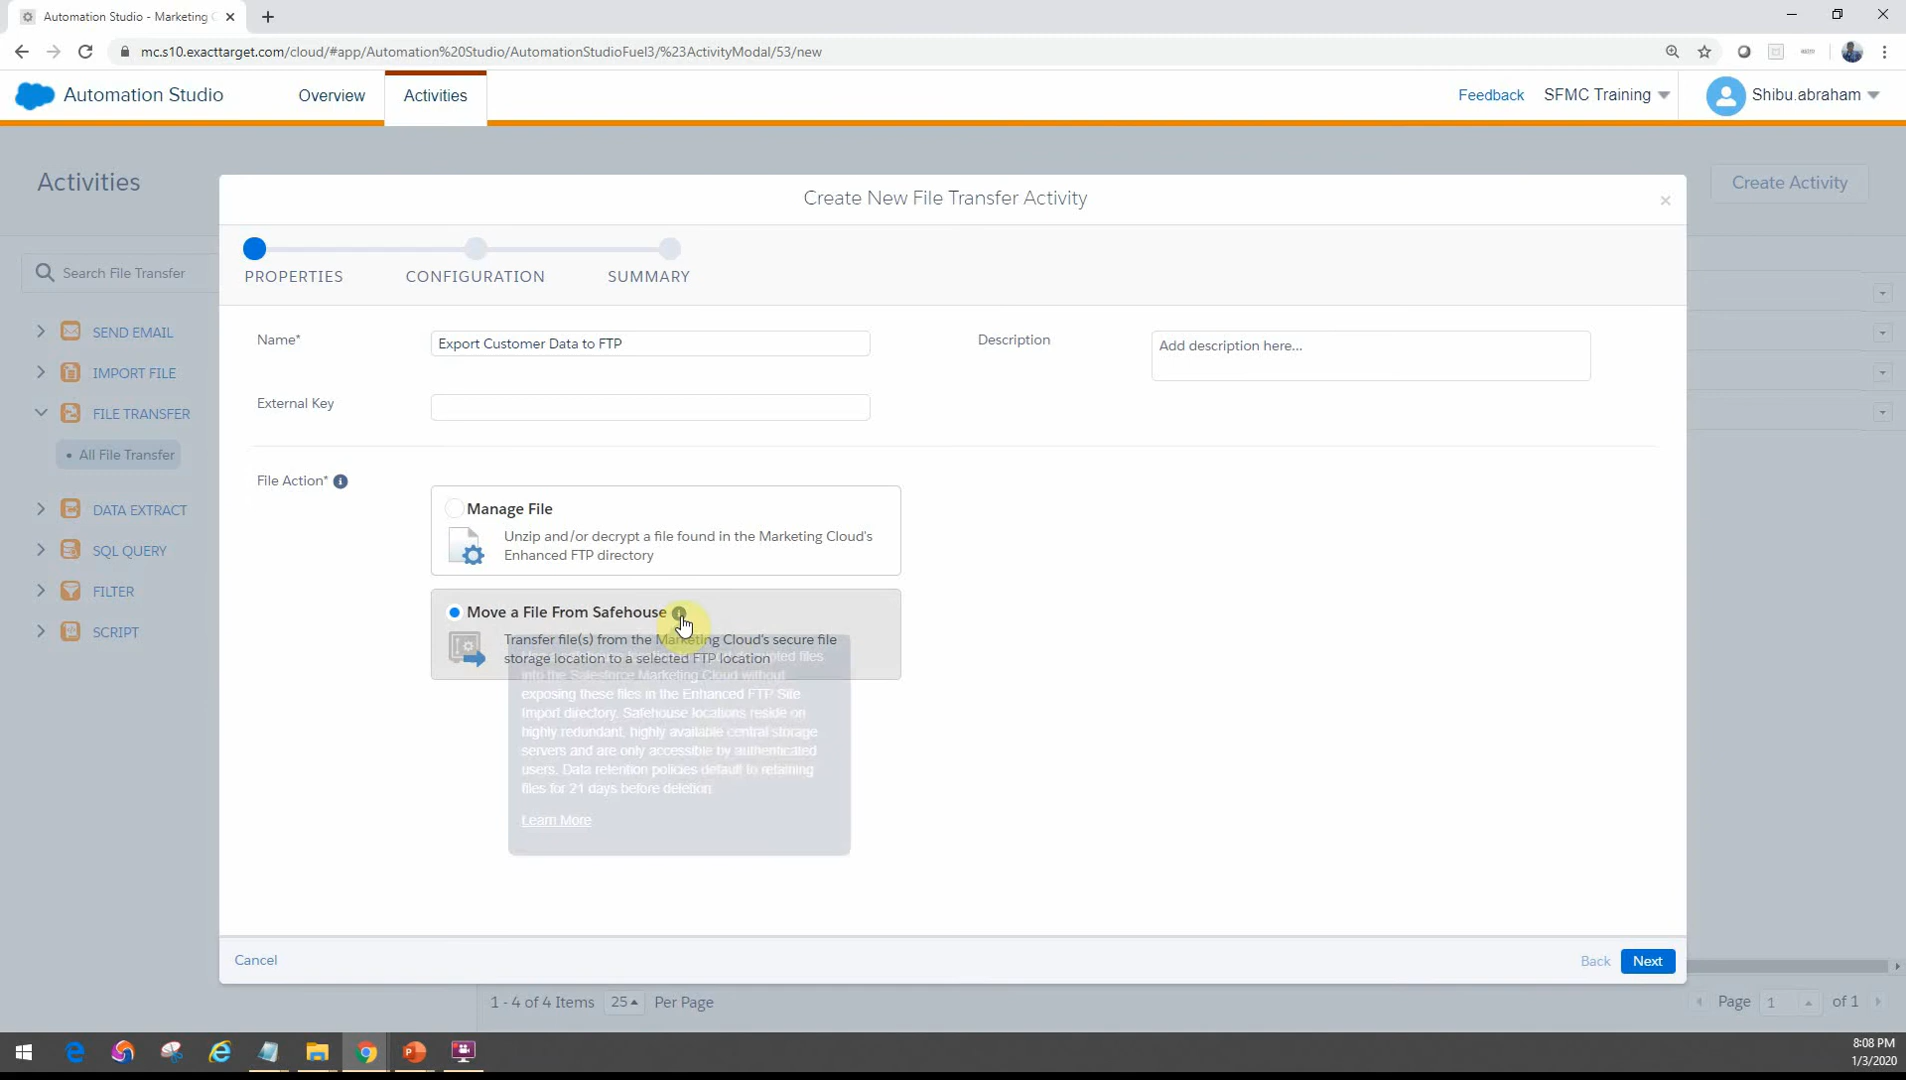 Automation Studio - Marketing C
mc.s10.exacttarget.com/cloud/#app/Automation%20Studio/AutomationStudioFuel3/%23ActivityModal/53/new
Automation Studio
Overview
Activities
Feedback
SFMC Training
Shibu.abraham
Activities
Create Activity
Create New File Transfer Activity
×
PROPERTIES
CONFIGURATION
SUMMARY
Search File Transfer
SEND EMAIL
IMPORT FILE
FILE TRANSFER
• All File Transfer
DATA EXTRACT
SQL QUERY
FILTER
SCRIPT
Name*
Export Customer Data to FTP
Description
Add description here...
External Key
File Action*
Manage File
Unzip and/or decrypt a file found in the Marketing Cloud's
Enhanced FTP directory
Move a File From Safehouse
Transfer file(s) from the Marketing Cloud's secure file
storage location to a selected FTP location
files
into the Salesforce Marketing Cloud without
exposing these files in the Enhanced FTP Site
Import directory. Safehouse locations reside on
highly redundant, highly available central storage
servers and are only accessible by authenticated
users. Data retention policies default to retaining
files for 21 days before deletion
Learn More
Cancel
Back
Next
1 - 4 of 4 Items
25
Per Page
Page
1
of 1
8:08 PM
1/3/2020